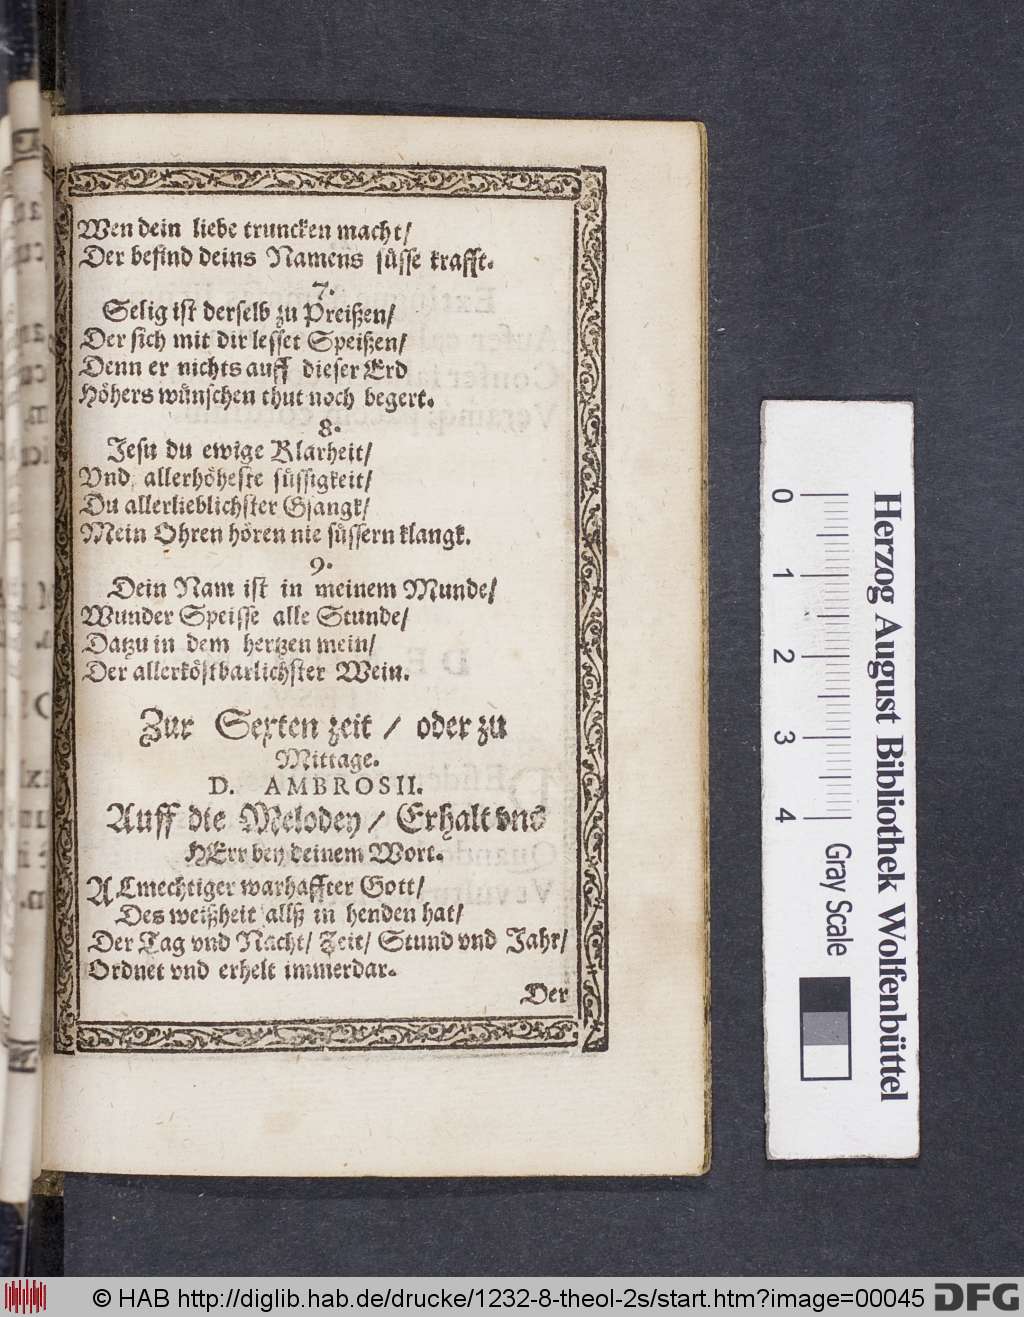 Wen dein liebe truncken macht/
Der befind deins Namens süsse krafft.
7.
Selig ist derselb zu Preißen/
Der sich mit dir lesset Speißen/
Denn er nichts auff dieser Erd
Höhers wünschen thut noch begert.
8.
Jesu du ewige Klarheit/
Vnd allerhöheste süssigkeit/
Du allerlieblichster Gsangk/
Mein Ohren hören nie süssern klangk.
9.
Dein Nam ist in meinem Munde/
Wunder Speisse alle Stunde/
Datzu in dem hertzen mein/
Der allerköstbarlichster Wein.
Zur Sexten zeit / oder zu
Mittage.
D. AMBROSII.
Auff die Melodey / Erhalt vns
HErr bey deinem Wort.
ALmechtiger warhaffter Gott/
Des weißheit allß in henden hat/
Der Tag vnd Nacht/ Zeit/ Stund vnd Jahr/
Ordnet vnd erhelt immerdar.
Der
Herzog August Bibliothek Wolfenbüttel
0 1 2 3 4 Gray Scale
© HAB http://diglib.hab.de/drucke/1232-8-theol-2s/start.htm?image=00045
DFG